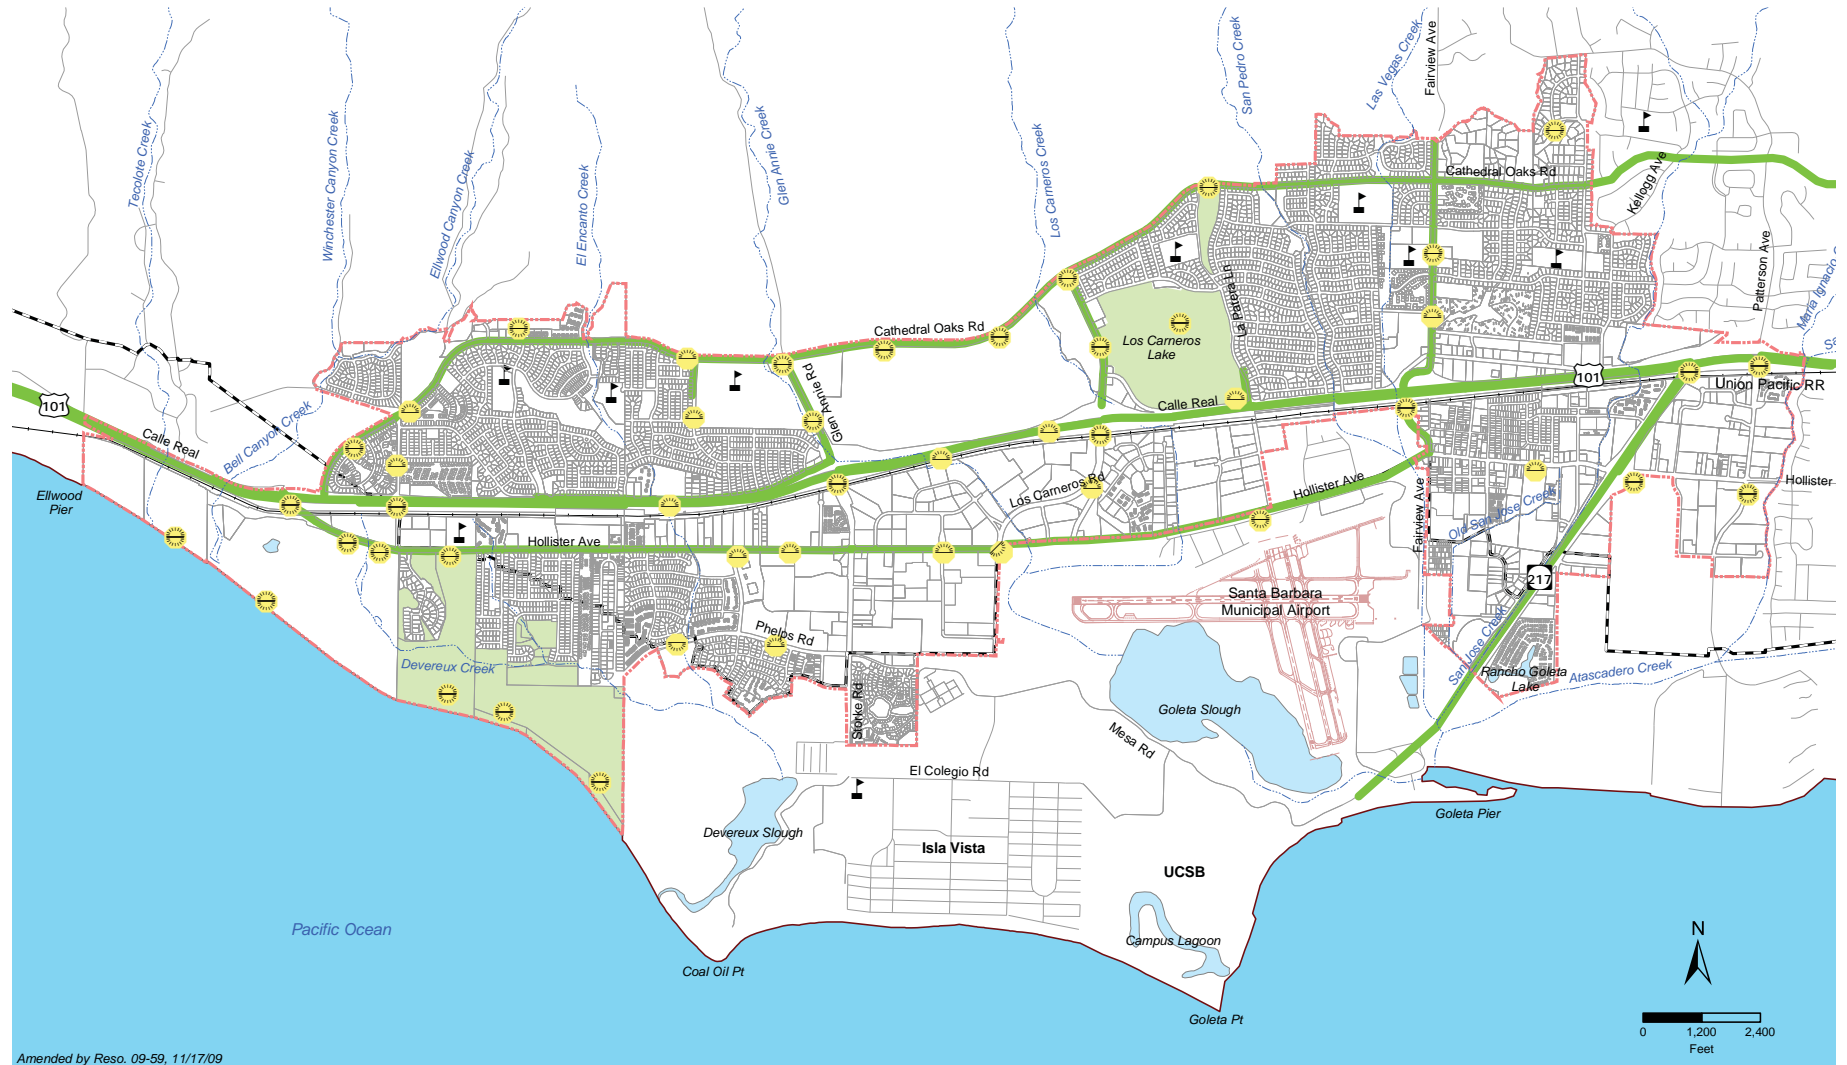 Tecolote Creek
Winchester Canyon Creek
Ellwood Canyon Creek
El Encanto Creek
Glen Annie Creek
Los Carneros Creek
San Pedro Creek
Las Vegas Creek
Fairview Ave
Cathedral Oaks Rd
Kellogg Ave
Patterson Ave
Maria Ignacio
Cathedral Oaks Rd
La Patera Ln
Los Carneros
Lake
101
Union Pacific RR
101
Calle Real
Calle Real
Bell Canyon Creek
Glen Annie Rd
Ellwood
Pier
Los Carneros Rd
Hollister Ave
Hollister
Fairview Ave
Old San Jose Creek
Hollister Ave
217
Santa Barbara
Municipal Airport
Phelps Rd
Devereux Creek
San Jose Creek
Rancho Goleta
Lake
Atascadero Creek
Storke Rd
Goleta Slough
Mesa Rd
El Colegio Rd
Goleta Pier
Devereux Slough
Isla Vista
UCSB
Pacific Ocean
Campus Lagoon
Coal Oil Pt
Goleta Pt
N
0 1,200 2,400
Feet
Amended by Reso. 09-59, 11/17/09